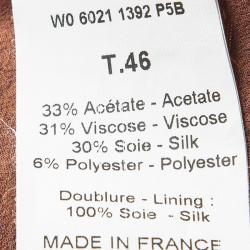 W0 6021 1392 P5B
T.46
33% Acétate - Acetate
31% Viscose - Viscose
30% Soie - Silk
6% Polyester - Polyester
Doublure - Lining :
100% Soie - Silk
MADE IN FRANCE